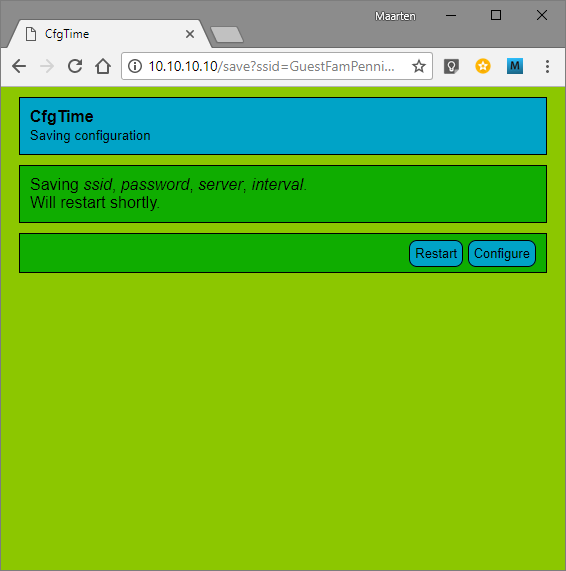 Maarten
CfgTime
10.10.10.10/save?ssid=GuestFamPenni...
M
CfgTime
Saving configuration
Saving ssid, password, server, interval.
Will restart shortly.
Restart Configure